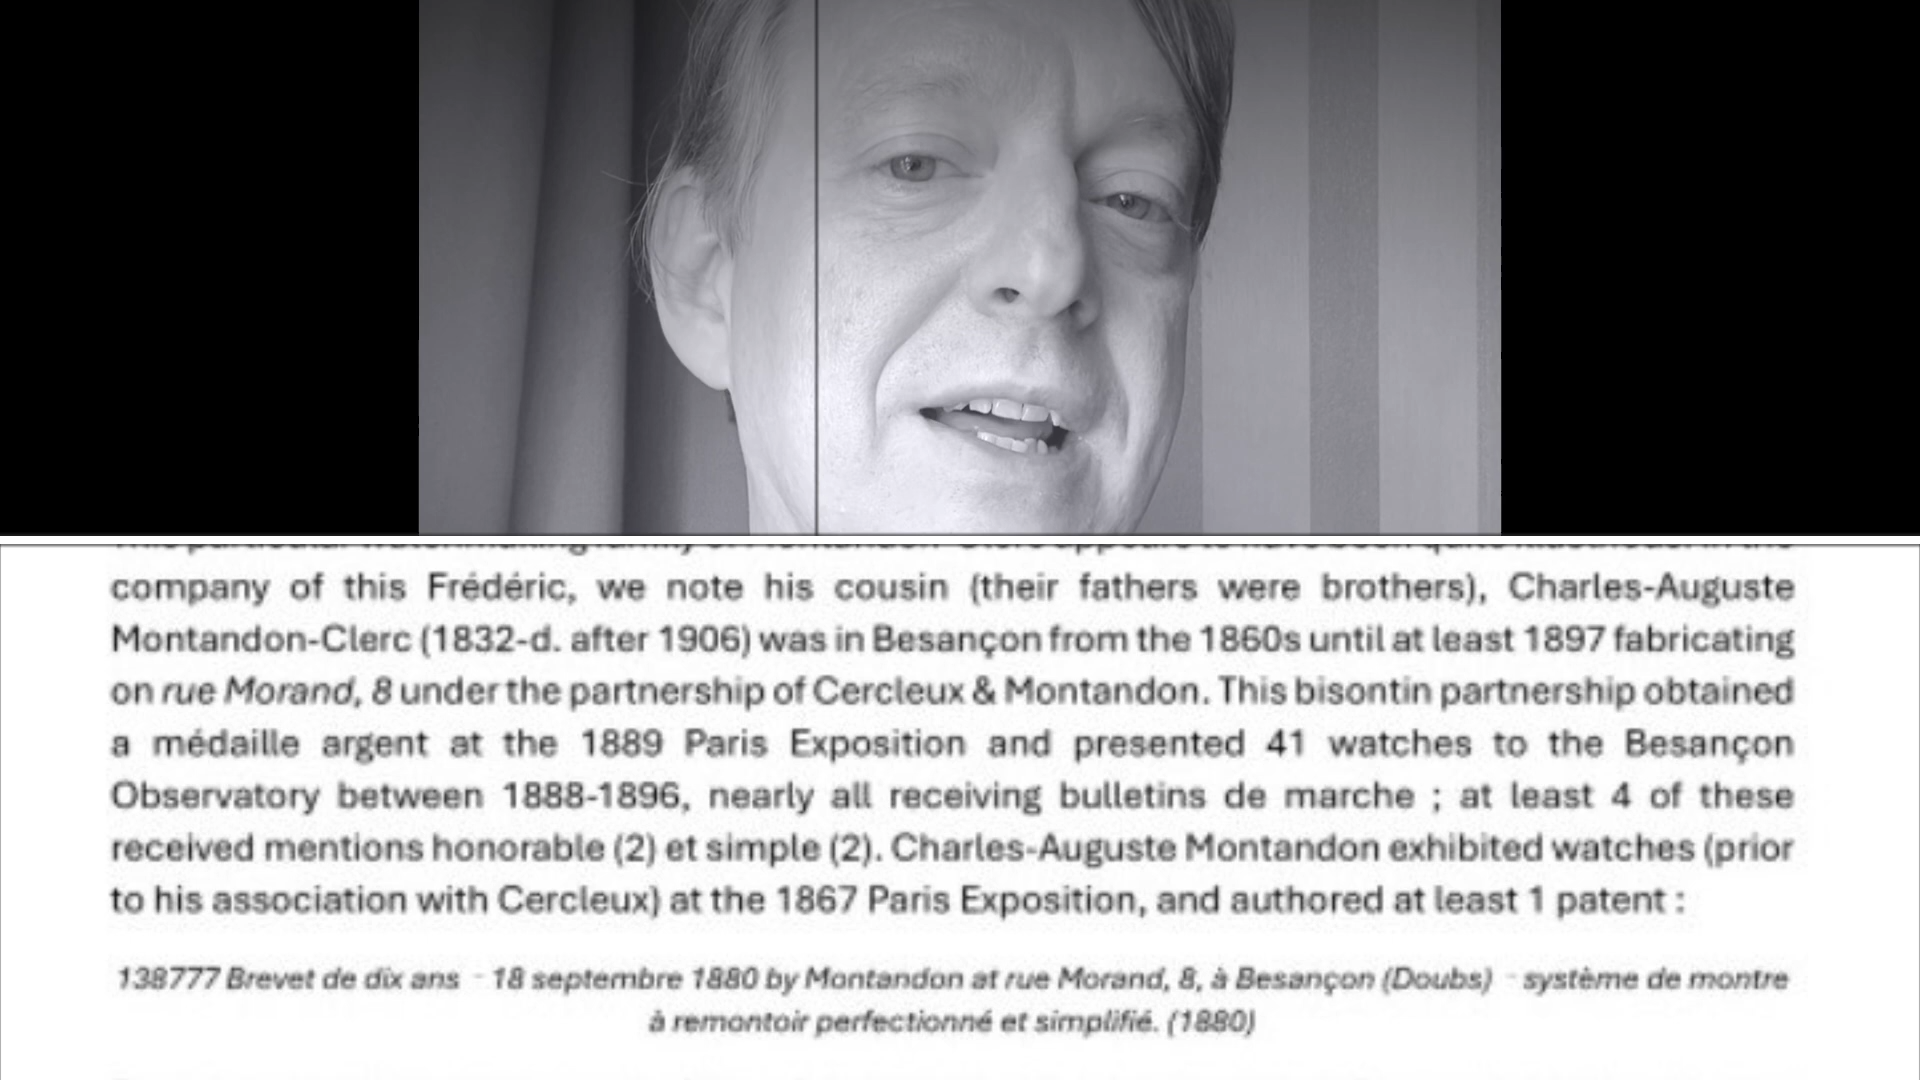 company of this Frédéric, we note his cousin (their fathers were brothers), Charles-Auguste
Montandon-Clerc (1832-d. after 1906) was in Besançon from the 1860s until at least 1897 fabricating
on rue Morand, 8 under the partnership of Cercleux & Montandon. This bisontin partnership obtained
a médaille argent at the 1889 Paris Exposition and presented 41 watches to the Besançon
Observatory between 1888-1896, nearly all receiving bulletins de marche ; at least 4 of these
received mentions honorable (2) et simple (2). Charles-Auguste Montandon exhibited watches (prior
to his association with Cercleux) at the 1867 Paris Exposition, and authored at least 1 patent :
138777 Brevet de dix ans - 18 septembre 1880 by Montandon at rue Morand, 8, à Besançon (Doubs) - système de montre
à remontoir perfectionné et simplifié. (1880)